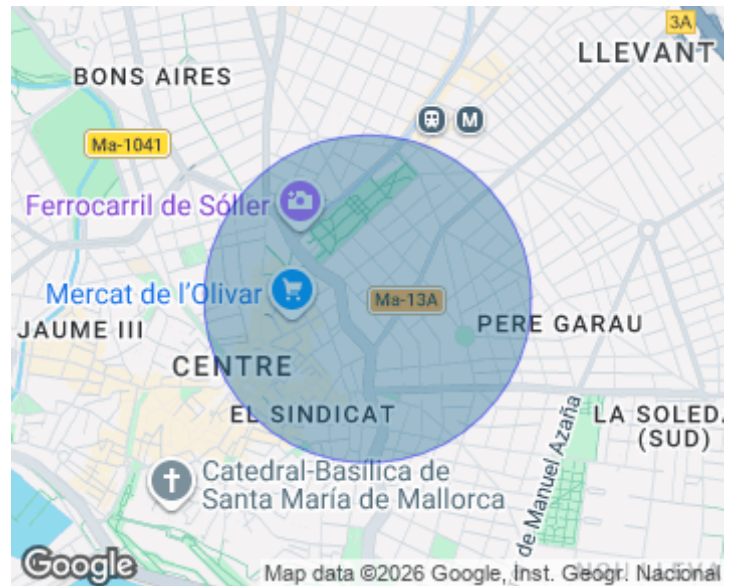 3A
LLEVANT
BONS AIRES
M
Ma-1041
Ferrocarril de Sóller
Mercat de l'Olivar
Ma-13A
JAUME III
PERE GARAU
CENTRE
EL SINDICAT
LA SOLED
(SUD)
de Manuel Azaña
Catedral-Basílica de
Santa María de Mallorca
Google
Map data ©2026 Google, Inst. Geogr. Nacional